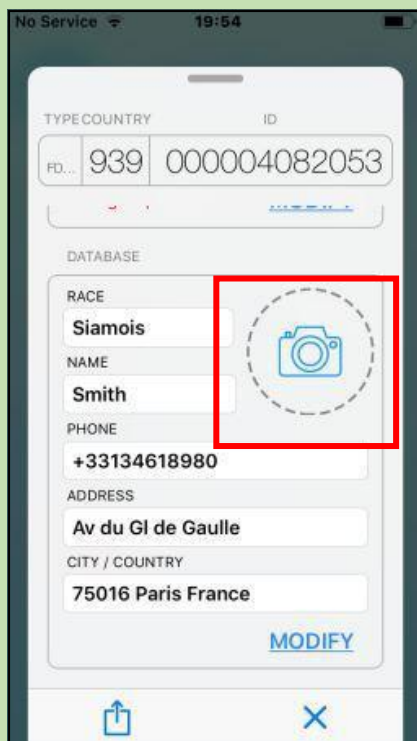 No Service 19:54
TYPE COUNTRY ID
FD... 939 000004082053
DATABASE
RACE
Siamois
NAME
Smith
PHONE
+33134618980
ADDRESS
Av du Gl de Gaulle
CITY / COUNTRY
75016 Paris France
MODIFY